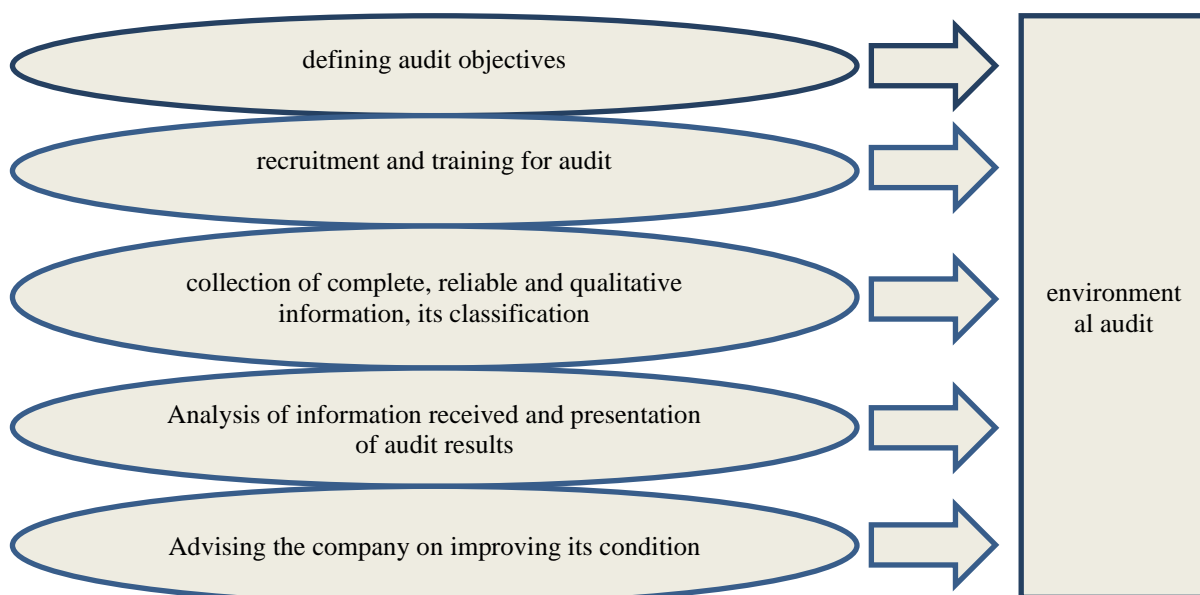 defining audit objectives
recruitment and training for audit
collection of complete, reliable and qualitative
information, its classification
environment
al audit
Analysis of information received and presentation
of audit results
Advising the company on improving its condition